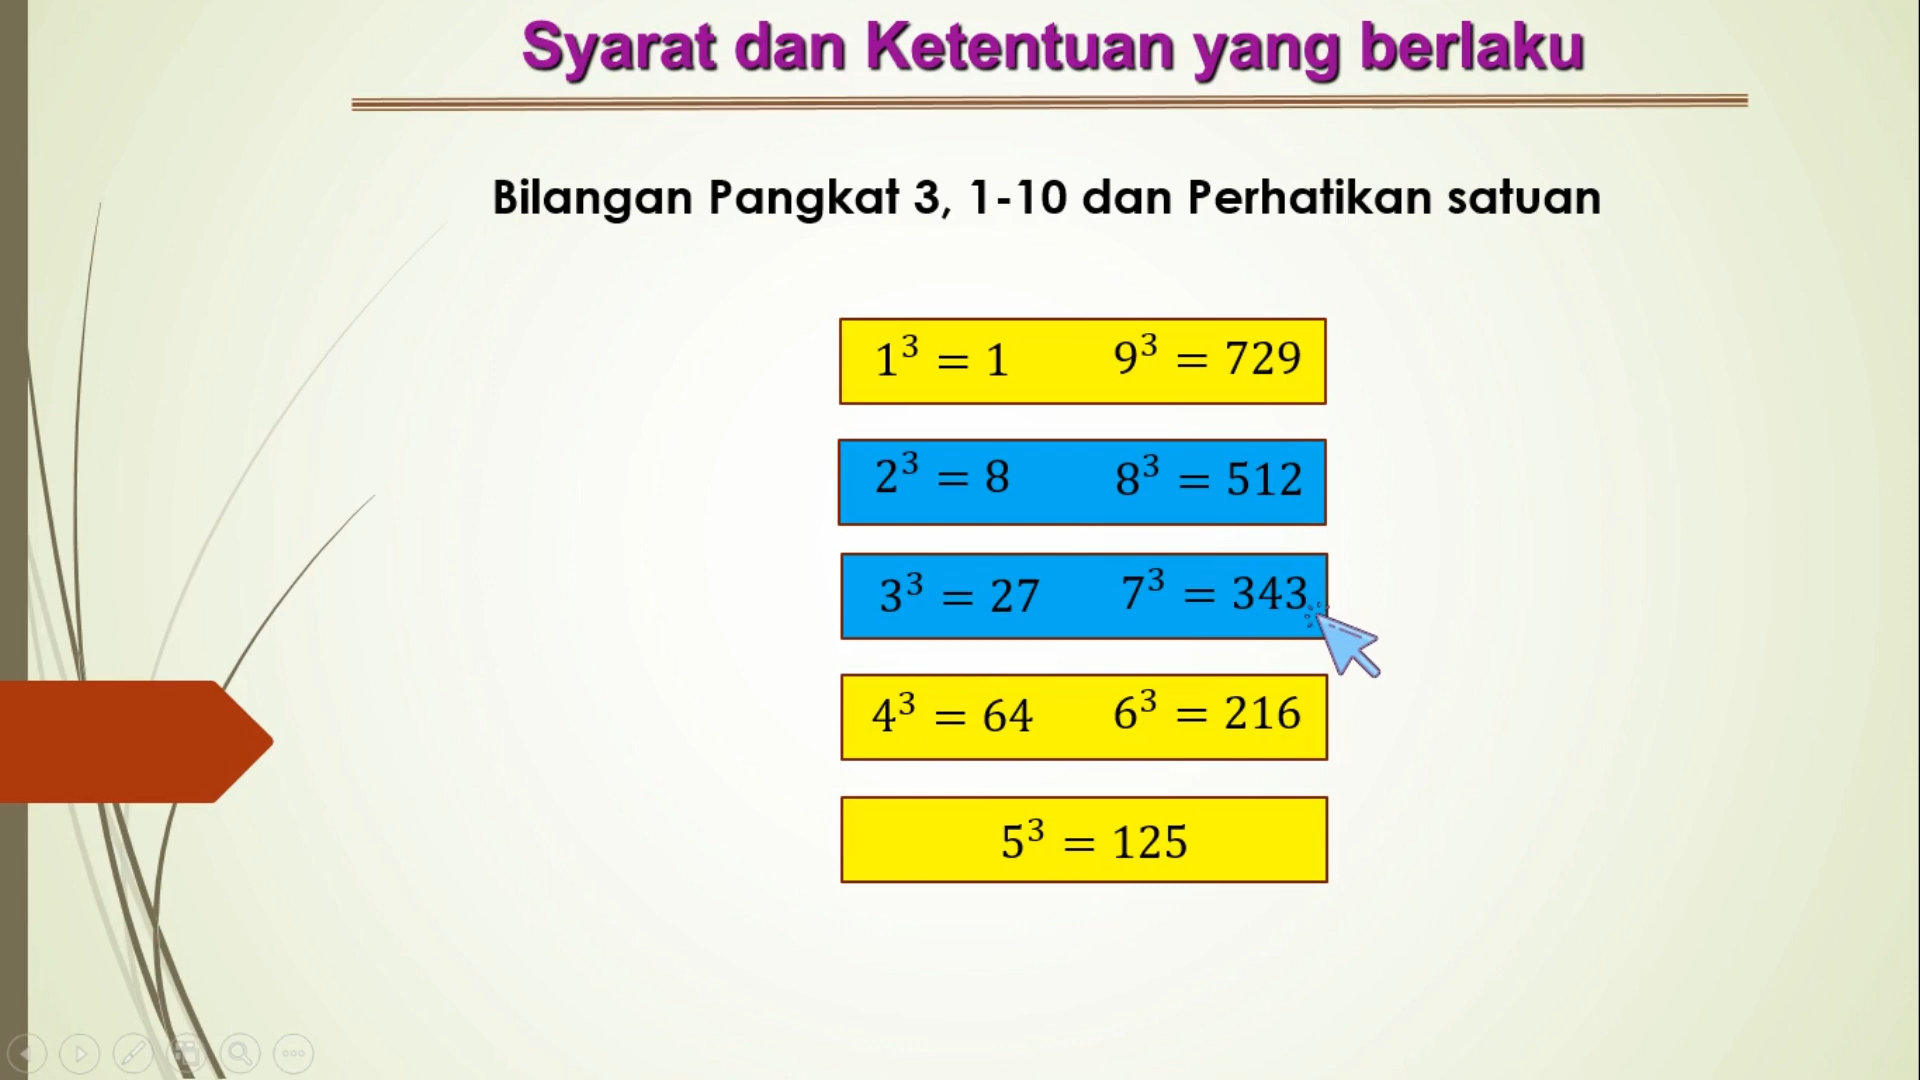 Syarat dan Ketentuan yang berlaku
Bilangan Pangkat 3, 1-10 dan Perhatikan satuan
1³ = 1 9³ = 729
2³ = 8 8³ = 512
3³ = 27 7³ = 343
4³ = 64 6³ = 216
5³ = 125